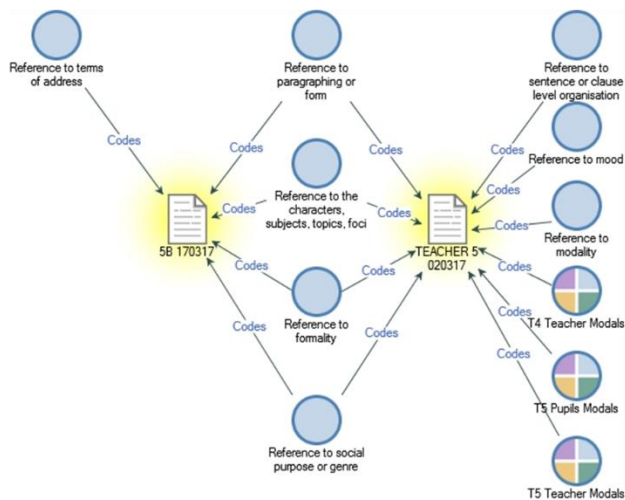 Reference to terms
of address
Reference to
paragraphing or
form
Reference to
sentence or clause
level organisation
Codes
Codes
Codes
Codes
Reference to mood
Reference to the
characters,
subjects, topics, foci
Codes
Codes
Reference to
modality
5B 170317
TEACHER 5
020317
Codes
Codes
Codes
Reference to
formality
T4 Teacher Modals
Codes
Codes
Codes
Codes
T5 Pupils Modals
Reference to social
purpose or genre
T5 Teacher Modals